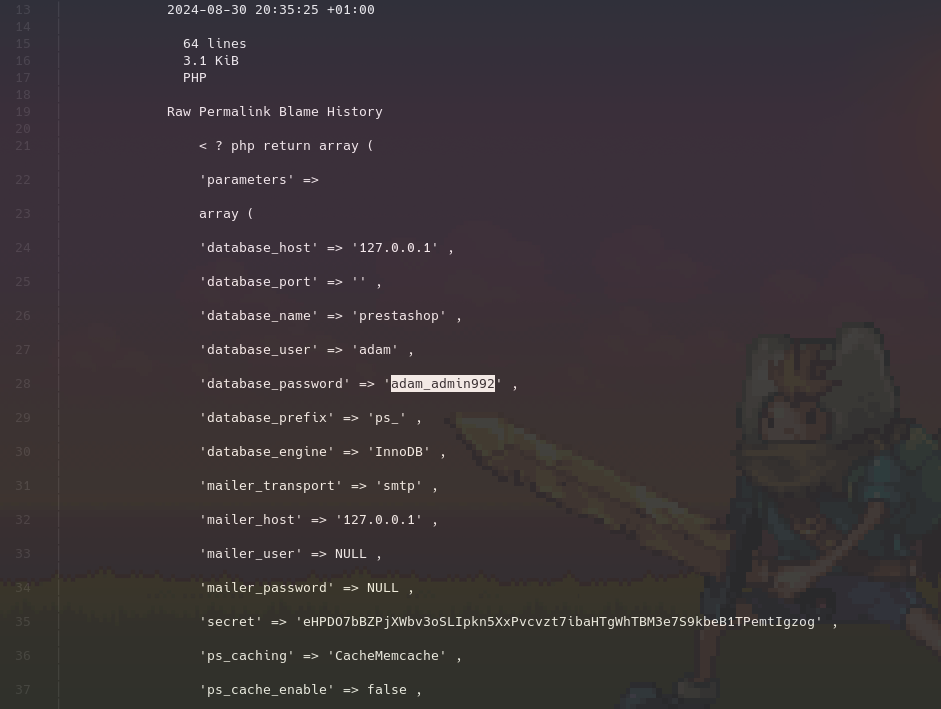 13 2024-08-30 20:35:25 +01:00
14
15 64 lines
16 3.1 KiB
17 PHP
18
19 Raw Permalink Blame History
20
21 < ? php return array (
22 'parameters' =>
23 array (
24 'database_host' => '127.0.0.1' ,
25 'database_port' => '' ,
26 'database_name' => 'prestashop' ,
27 'database_user' => 'adam' ,
28 'database_password' => 'adam_admin992' ,
29 'database_prefix' => 'ps_' ,
30 'database_engine' => 'InnoDB' ,
31 'mailer_transport' => 'smtp' ,
32 'mailer_host' => '127.0.0.1' ,
33 'mailer_user' => NULL ,
34 'mailer_password' => NULL ,
35 'secret' => 'eHPDO7bBZPjXWbv3oSLIpkn5XxPvcvzt7ibaHTgWhTBM3e7S9kbeB1TPemtIgzog' ,
36 'ps_caching' => 'CacheMemcache' ,
37 'ps_cache_enable' => false ,